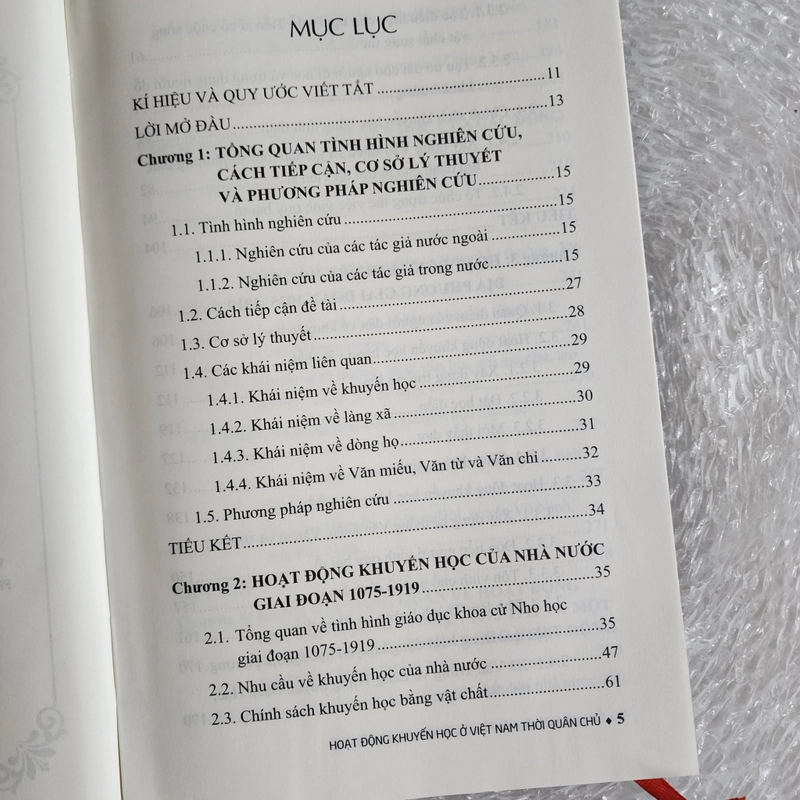 MỤC LỤC
KÍ HIỆU VÀ QUY ƯỚC VIẾT TẮT 11
LỜI MỞ ĐẦU 13
Chương 1: TỔNG QUAN TÌNH HÌNH NGHIÊN CỨU,
CÁCH TIẾP CẬN, CƠ SỞ LÝ THUYẾT
VÀ PHƯƠNG PHÁP NGHIÊN CỨU 15
1.1. Tình hình nghiên cứu 15
1.1.1. Nghiên cứu của các tác giả nước ngoài 15
1.1.2. Nghiên cứu của các tác giả trong nước 15
1.2. Cách tiếp cận đề tài 27
1.3. Cơ sở lý thuyết 28
1.4. Các khái niệm liên quan 29
1.4.1. Khái niệm về khuyến học 29
1.4.2. Khái niệm về làng xã 30
1.4.3. Khái niệm về dòng họ 31
1.4.4. Khái niệm về Văn miếu, Văn từ và Văn chỉ 32
1.5. Phương pháp nghiên cứu 33
TIỂU KẾT 34
Chương 2: HOẠT ĐỘNG KHUYẾN HỌC CỦA NHÀ NƯỚC
GIAI ĐOẠN 1075-1919 35
2.1. Tổng quan về tình hình giáo dục khoa cử Nho học
giai đoạn 1075-1919 35
2.2. Nhu cầu về khuyến học của nhà nước 47
2.3. Chính sách khuyến học bằng vật chất 61
HOẠT ĐỘNG KHUYẾN HỌC Ở VIỆT NAM THỜI QUÂN CHỦ ♦ 5